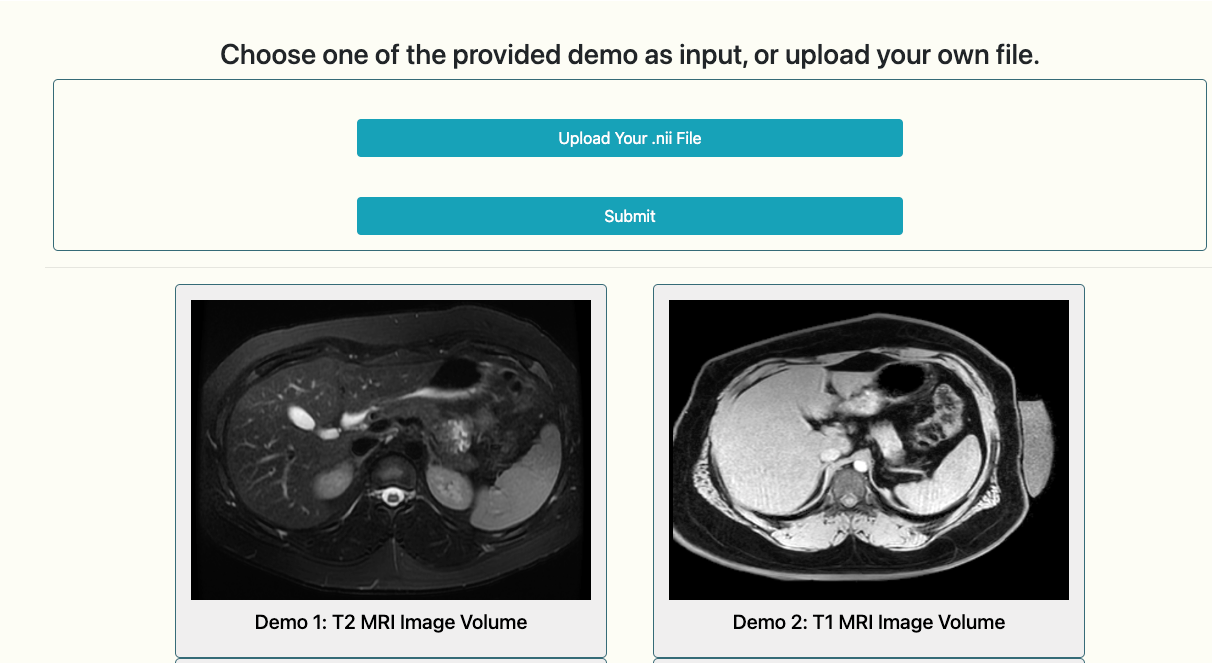 Choose one of the provided demo as input, or upload your own file.
Upload Your .nii File
Submit
Demo 1: T2 MRI Image Volume
Demo 2: T1 MRI Image Volume